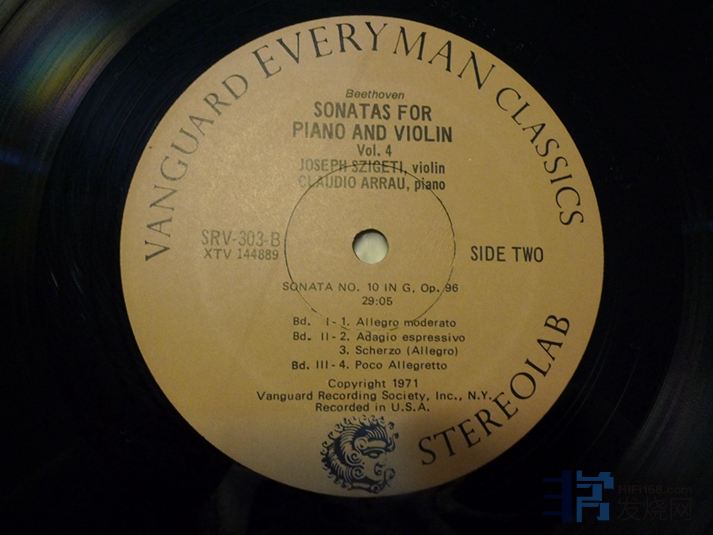 VANGUARD EVERYMAN CLASSICS
Beethoven
SONATAS FOR
PIANO AND VIOLIN
Vol. 4
JOSEPH SZIGETI, violin
CLAUDIO ARRAU, piano
SRV-303-B
XTV 144889
SIDE TWO
SONATA NO. 10 IN G, Op. 96
29:05
Bd. I - 1. Allegro moderato
Bd. II - 2. Adagio espressivo
3. Scherzo (Allegro)
Bd. III - 4. Poco Allegretto
Copyright 1971
Vanguard Recording Society, Inc., N.Y.
Recorded in U.S.A.
STEREOLAB
HIFI168.com
发烧网